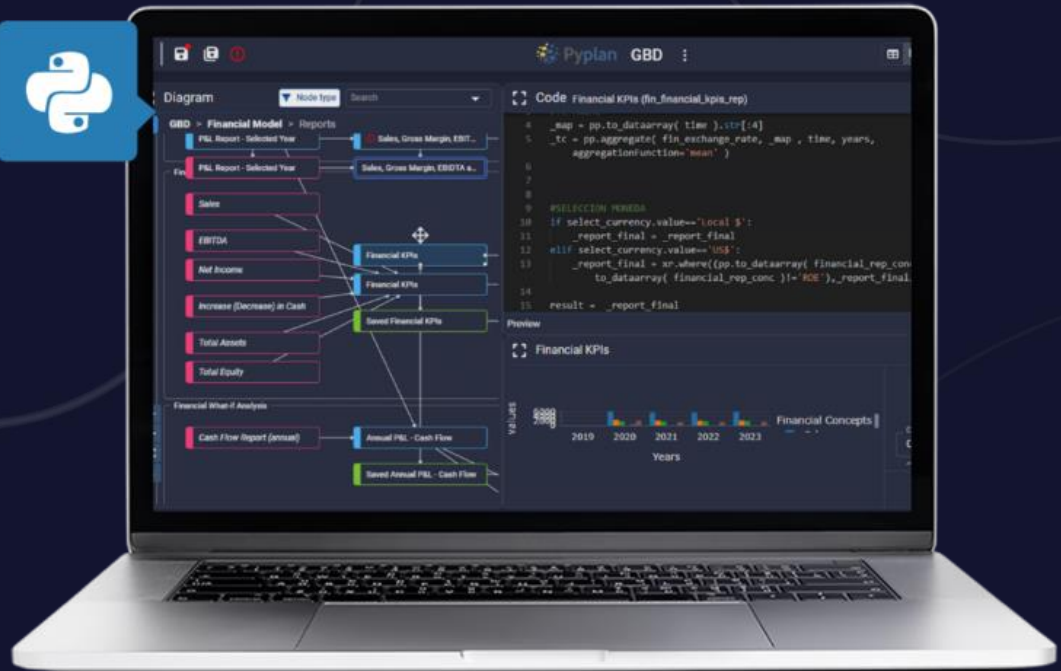 Pyplan GBD
Diagram
Node type
Search
GBD > Financial Model > Reports
P&L Report - Selected Year
Sales, Gross Margin, EBIT...
P&L Report - Selected Year
Sales, Gross Margin, EBIDTA a...
Sales
EBITDA
Net Income
Increase (Decrease) in Cash
Total Assets
Total Equity
Financial KPIs
Financial KPIs
Saved Financial KPIs
Financial What-if Analysis
Cash Flow Report (annual)
Annual P&L - Cash Flow
Saved Annual P&L - Cash Flow
Code Financial KPIs (fin_financial_kpis_rep)
4 _map = pp.to_dataarray( time ).str[:4]
5 _tc = pp.aggregate( fin_exchange_rate, _map , time, years,
aggregationFunction='mean' )
6
7
8
9 #SELECCION MONEDA
10 if select_currency.value=='Local $':
11 _report_final = _report_final
12 elif select_currency.value=='US$':
13 _report_final = xr.where((pp.to_dataarray( financial_rep_conc
to_dataarray( financial_rep_conc )!='ROE'),_report_final
14
15 result = _report_final
Preview
Financial KPIs
Values
2019 2020 2021 2022 2023
Years
Financial Concepts